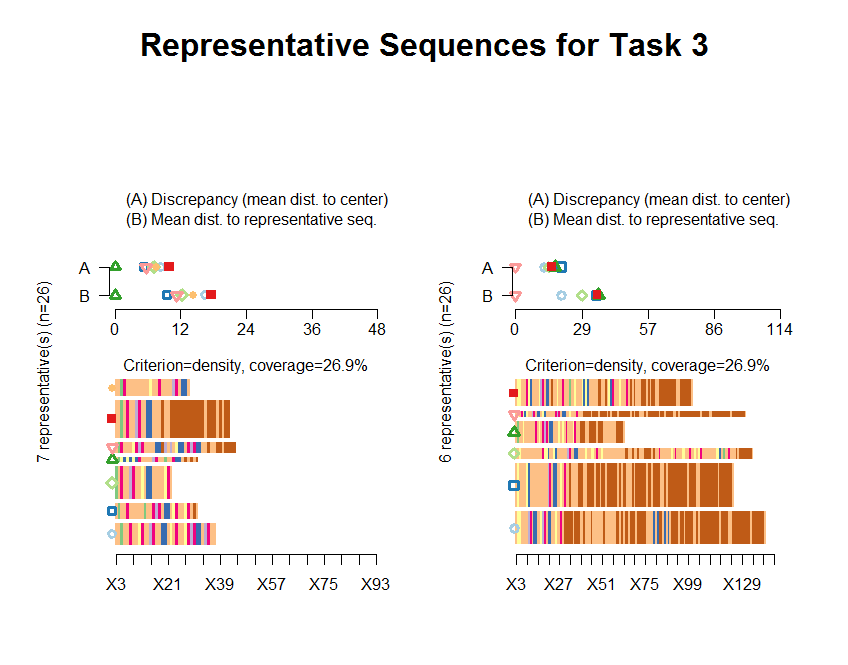 Representative Sequences for Task 3
(A) Discrepancy (mean dist. to center)
(B) Mean dist. to representative seq.
A
B
0 12 24 36 48
Criterion=density, coverage=26.9%
7 representative(s) (n=26)
X3 X21 X39 X57 X75 X93
(A) Discrepancy (mean dist. to center)
(B) Mean dist. to representative seq.
A
B
0 29 57 86 114
Criterion=density, coverage=26.9%
6 representative(s) (n=26)
X3 X27 X51 X75 X99 X129